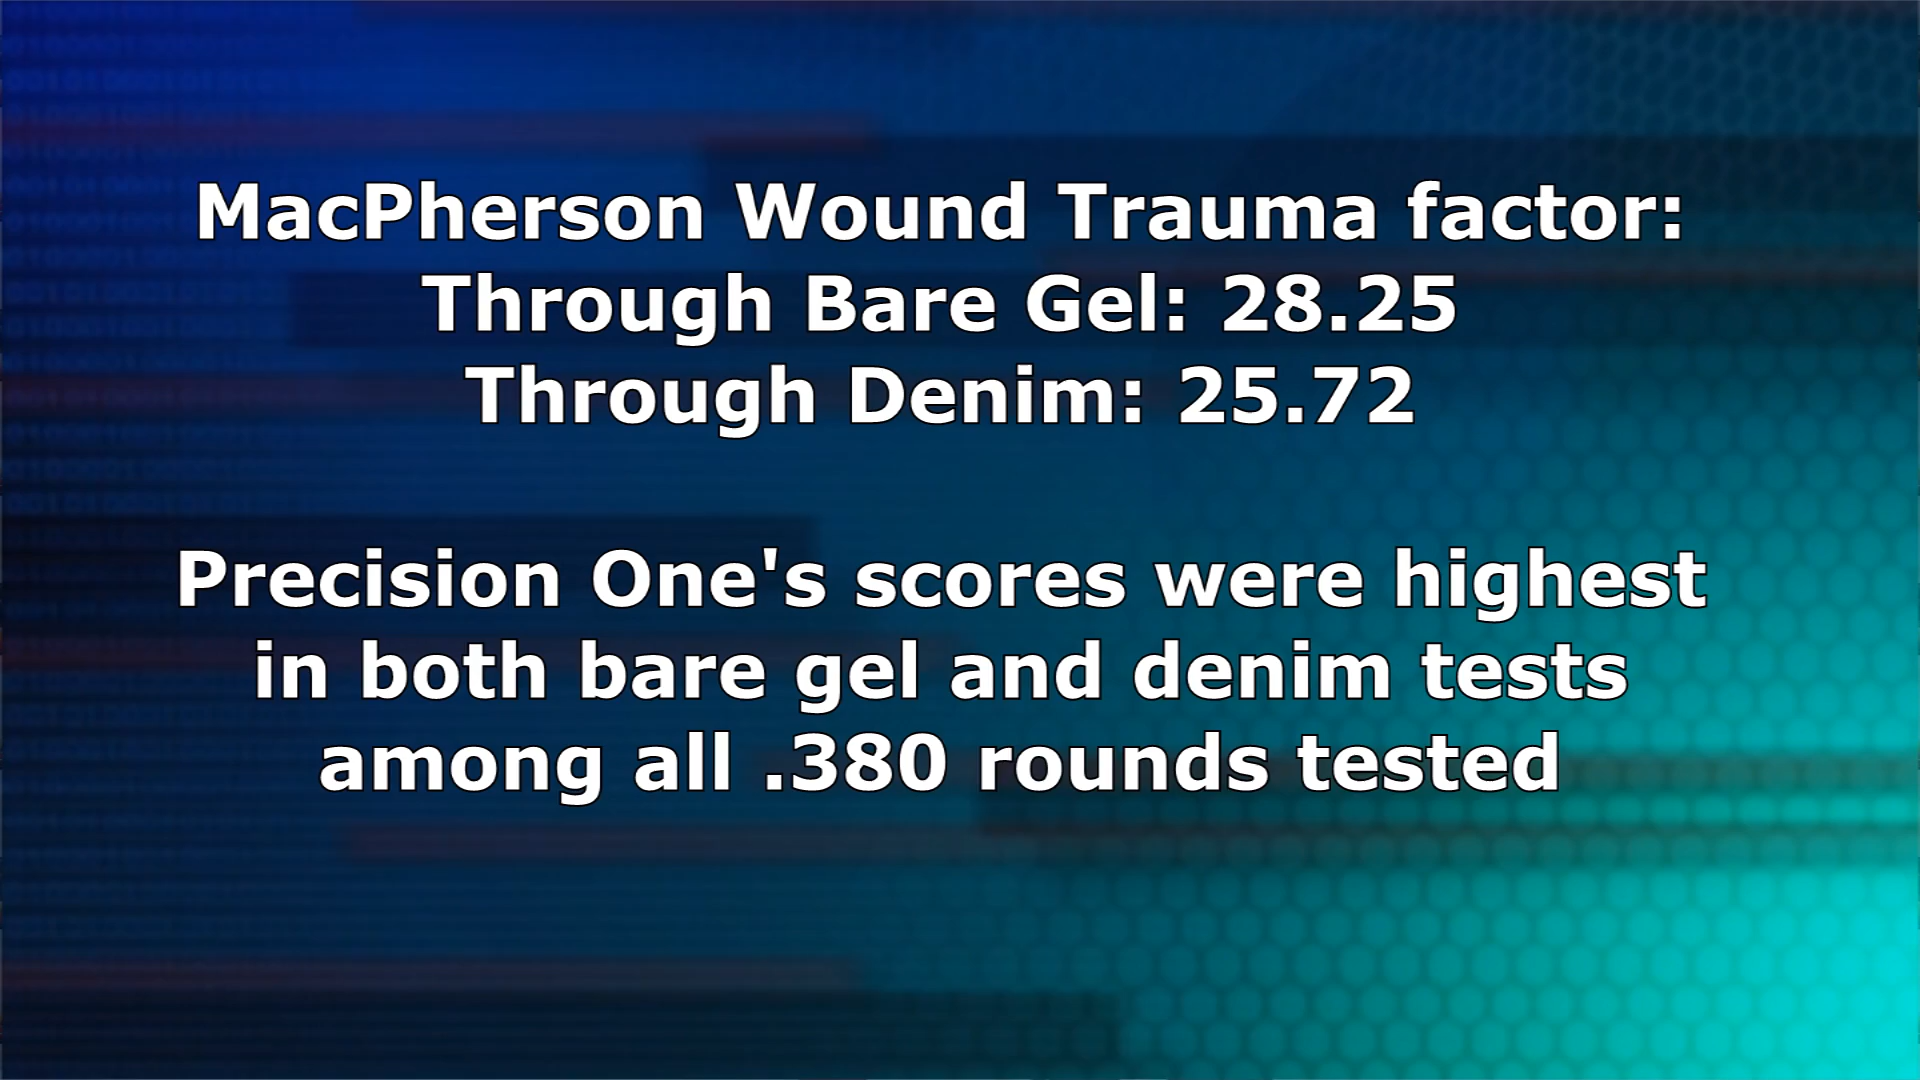 MacPherson Wound Trauma factor:
Through Bare Gel: 28.25
Through Denim: 25.72
Precision One's scores were highest
in both bare gel and denim tests
among all .380 rounds tested